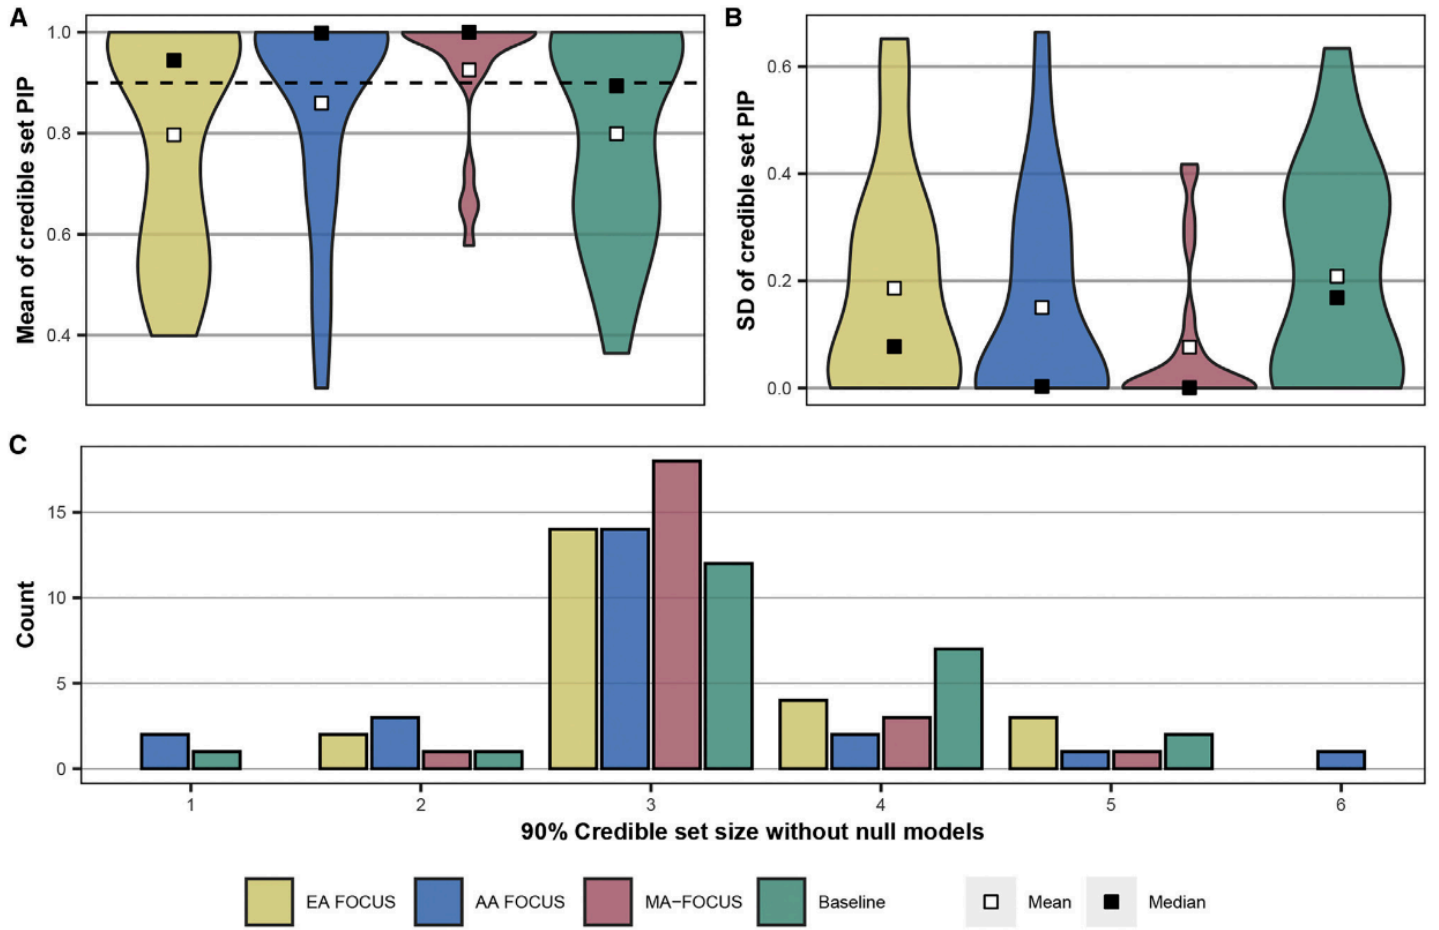 A
B
1.0
0.8
0.6
0.4
Mean of credible set PIP
0.6
0.4
0.2
0.0
SD of credible set PIP
C
15
10
5
0
Count
1 2 3 4 5 6
90% Credible set size without null models
EA FOCUS AA FOCUS MA−FOCUS Baseline Mean Median